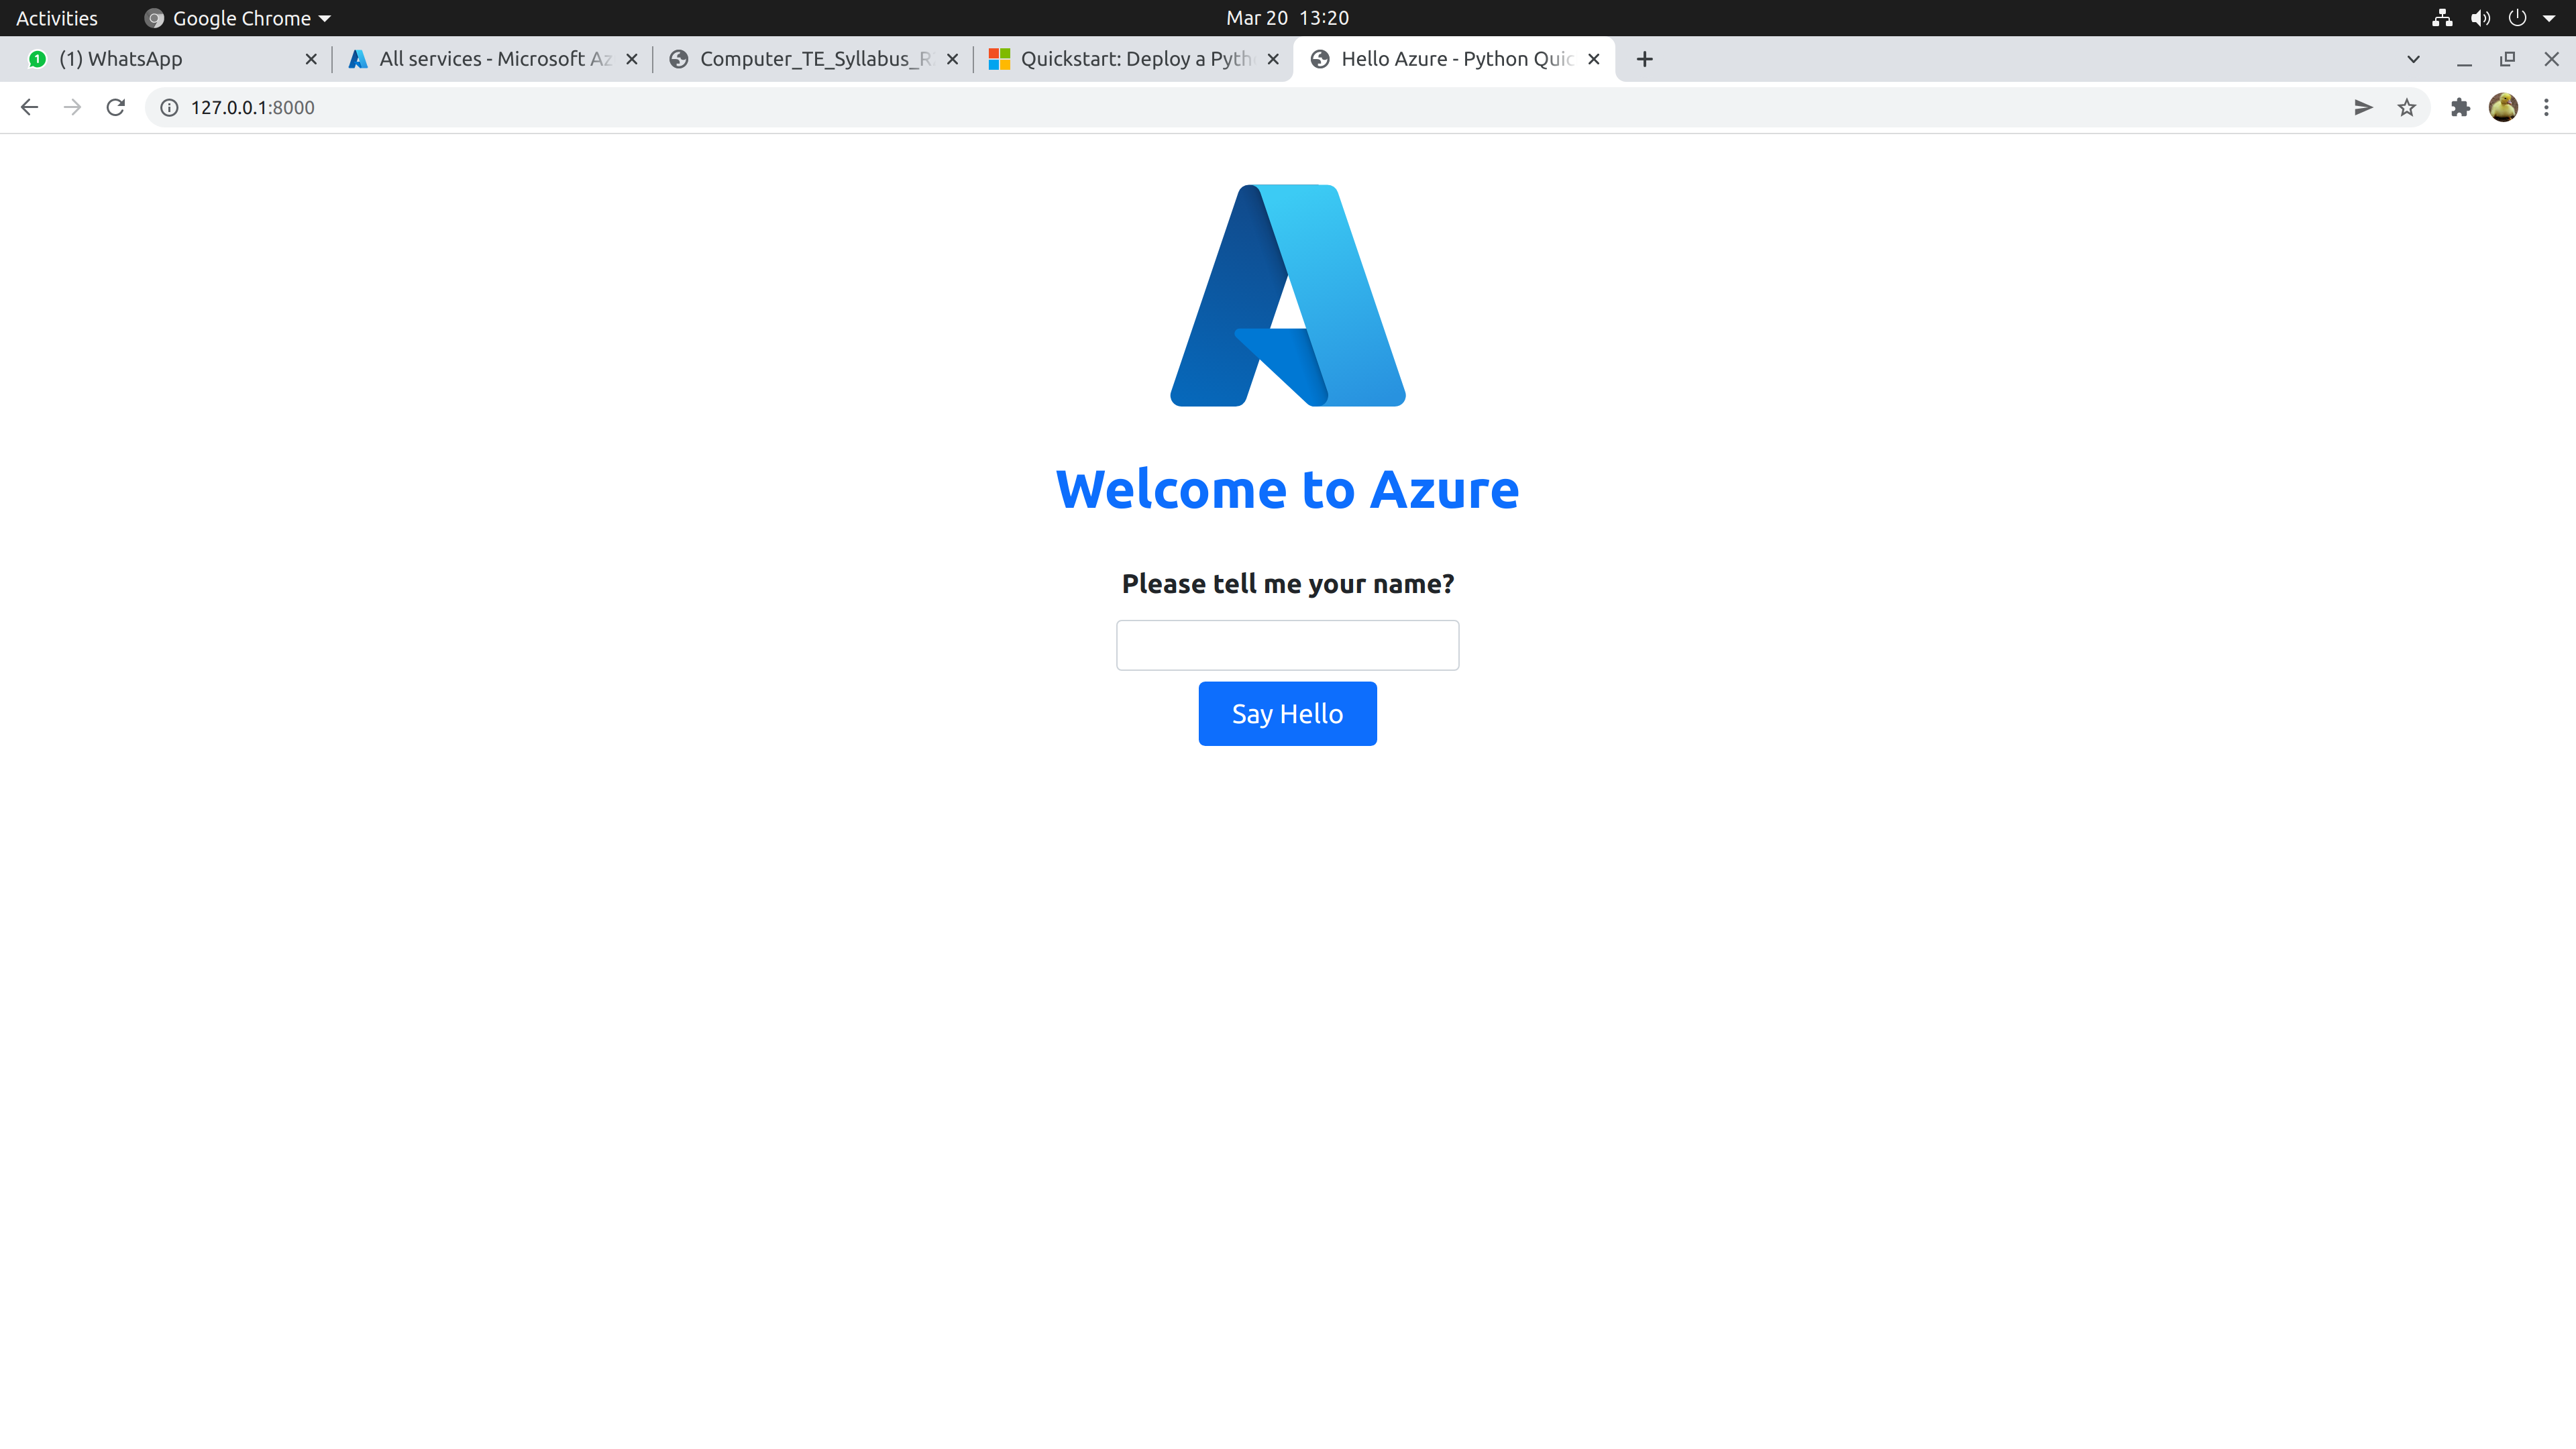 Activities Google Chrome Mar 20 13:20
(1) WhatsApp All services - Microsoft Az Computer_TE_Syllabus_R Quickstart: Deploy a Pyth Hello Azure - Python Quic
127.0.0.1:8000
Welcome to Azure
Please tell me your name?
Say Hello